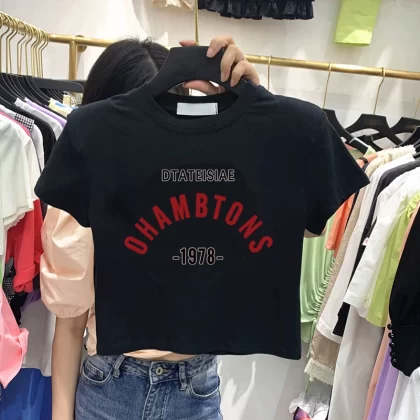 DTATEISIAE
OHAMBTONS
-1978-